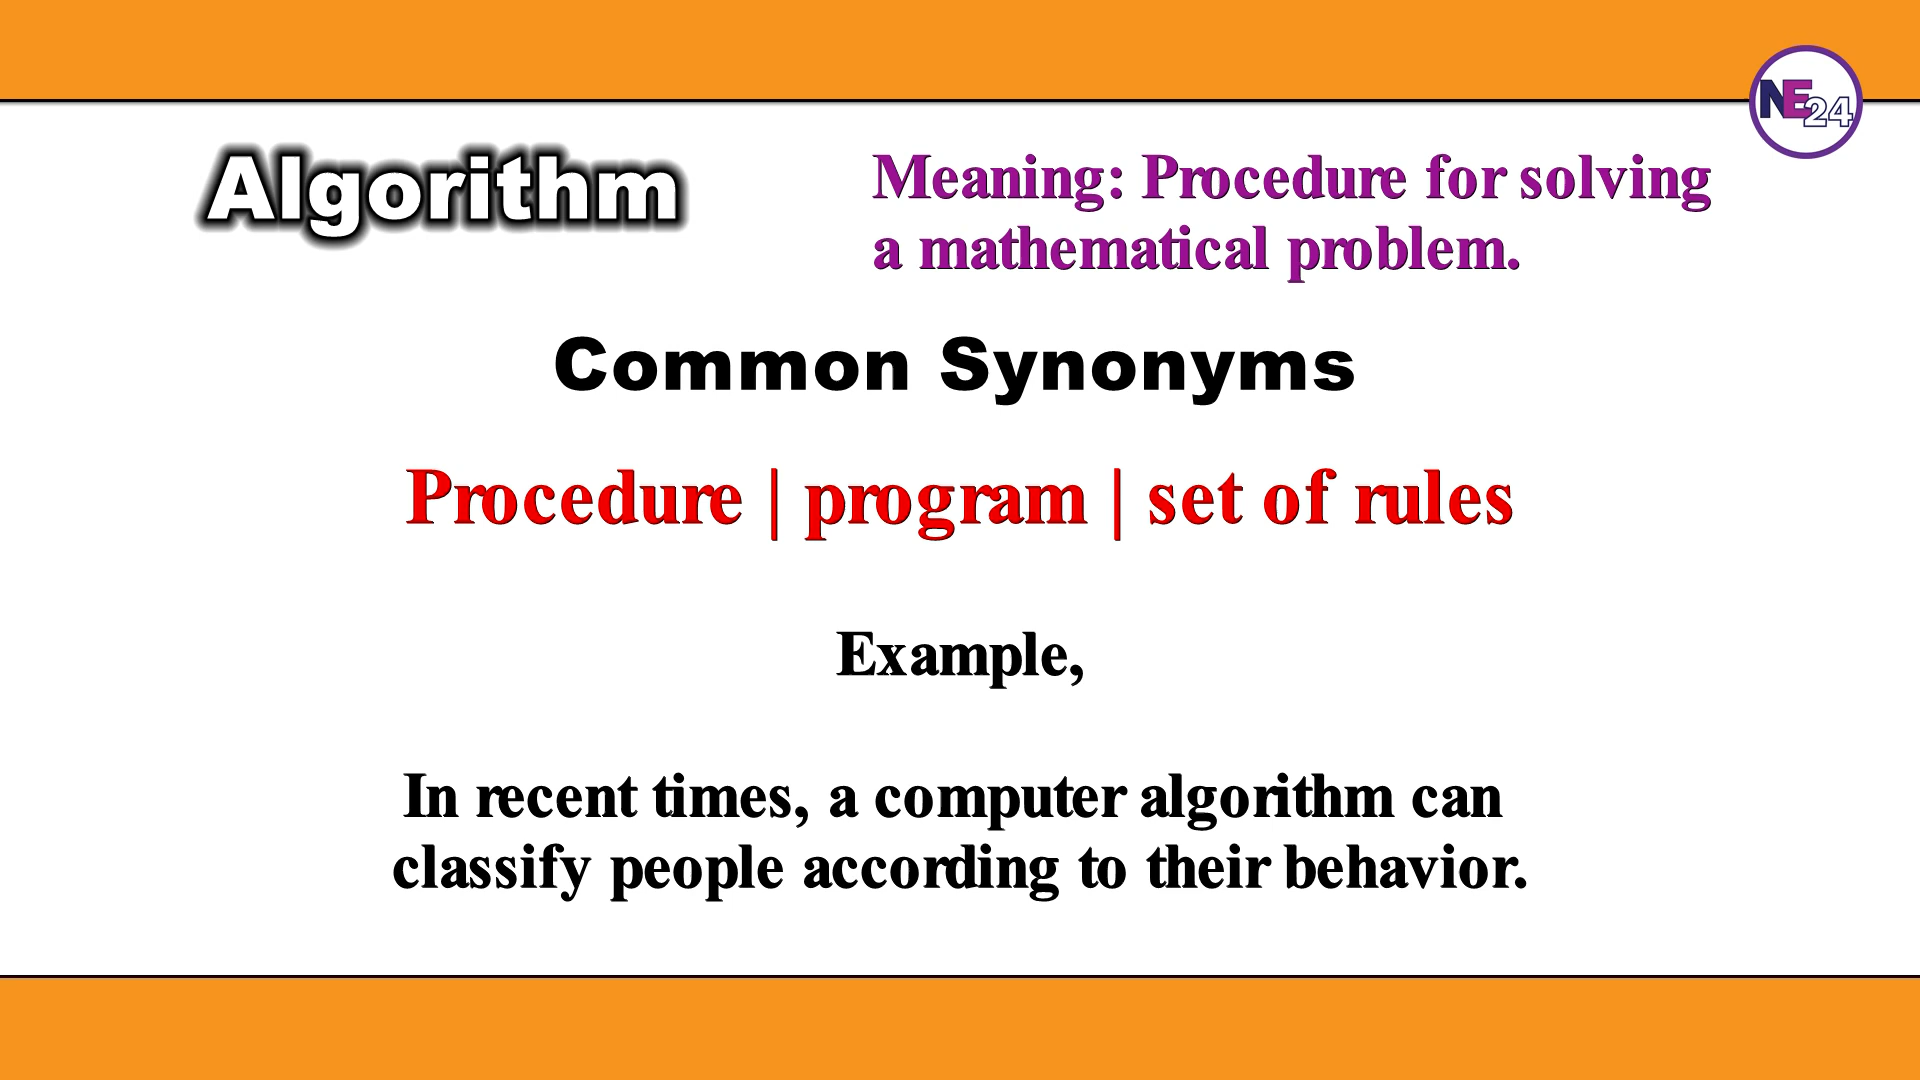 NE24
Algorithm
Meaning: Procedure for solving
a mathematical problem.
Common Synonyms
Procedure | program | set of rules
Example,
In recent times, a computer algorithm can
classify people according to their behavior.